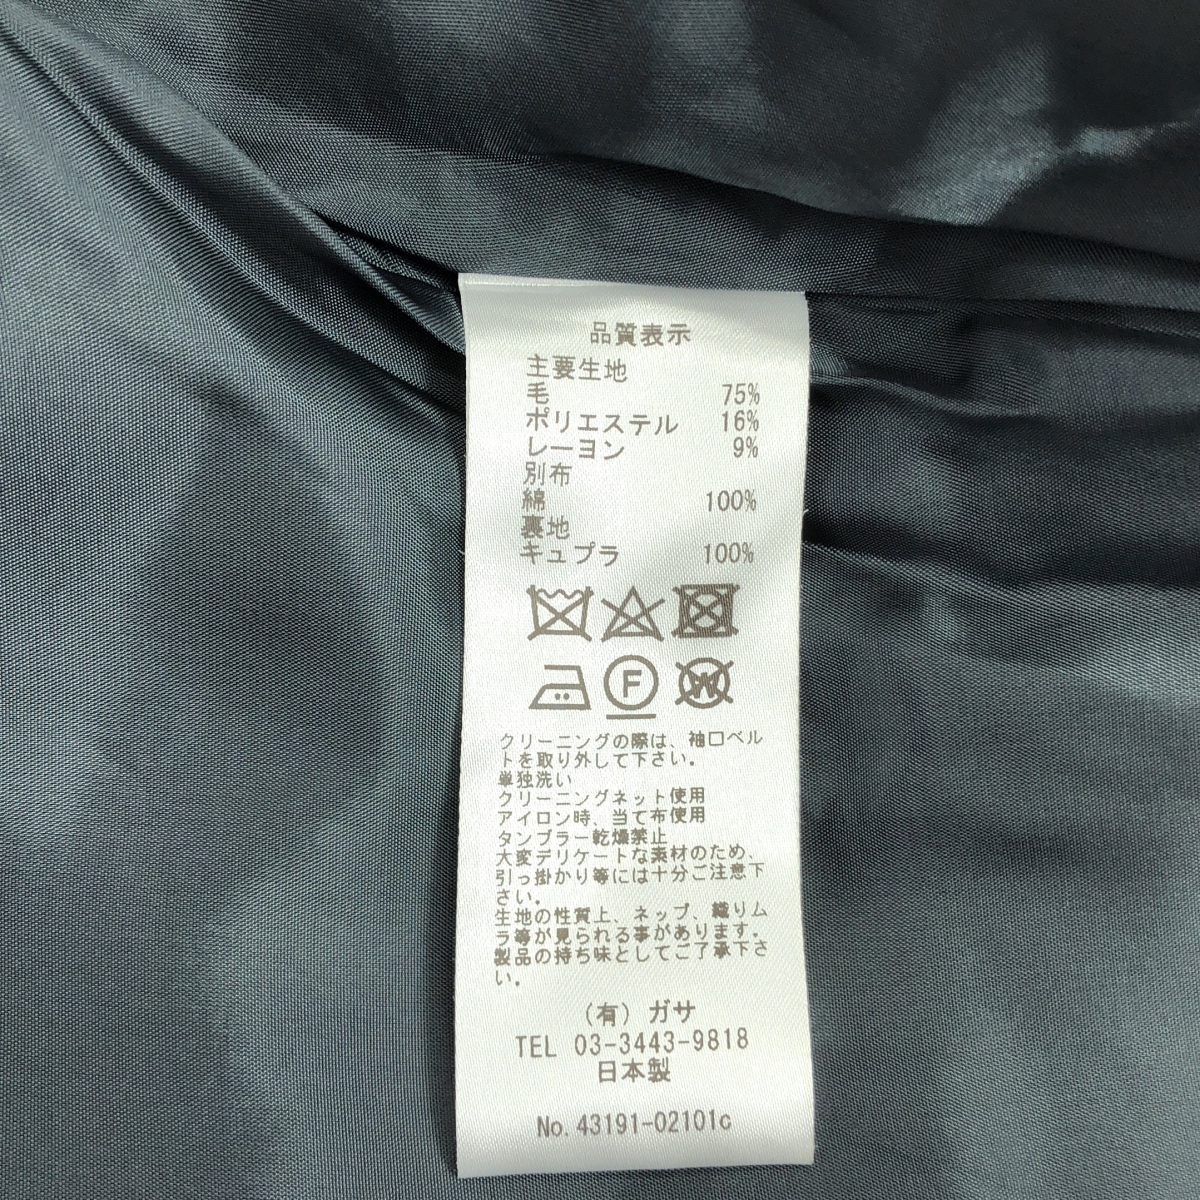 品質表示
主要生地
毛 75%
ポリエステル 16%
レーヨン 9%
別布
綿 100%
裏地
キュプラ 100%
F W
クリーニングの際は、袖口ベル
トを取り外して下さい。
単独洗い
クリーニングネット使用
アイロン時、当て布使用
タンブラー乾燥禁止
大変デリケートな素材のため、
引っ掛かり等には十分ご注意下
さい。
生地の性質上、ネップ、織りム
ラ等が見られる事があります。
製品の持ち味としてご了承下さ
い。
(有) ガサ
TEL 03-3443-9818
日本製
No. 43191-02101c